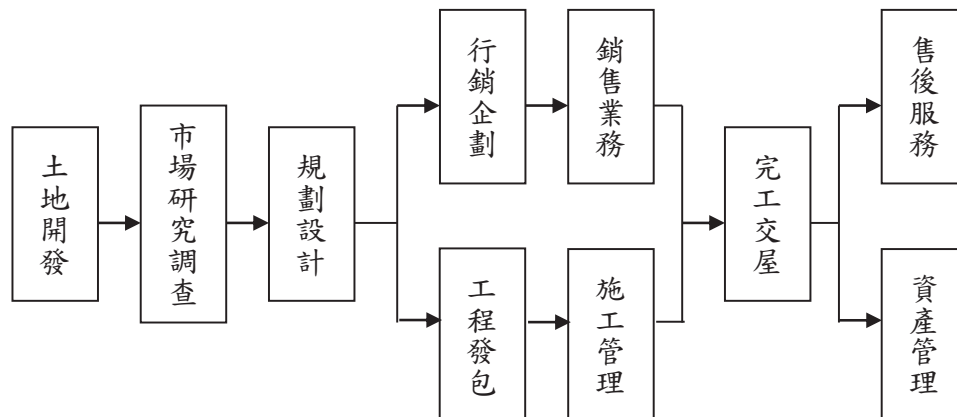 土地開發
市場研究調查
規劃設計
行銷企劃
銷售業務
工程發包
施工管理
完工交屋
售後服務
資產管理